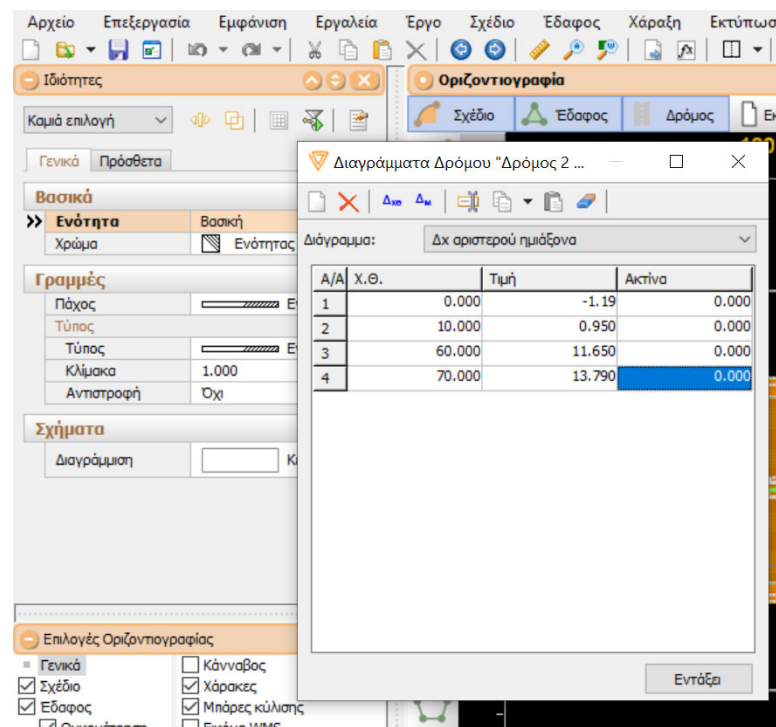 Αρχείο Επεξεργασία Εμφάνιση Εργαλεία Έργο Σχέδιο Έδαφος Χάραξη
Ιδιότητες
Οριζοντιογραφία
Καμιά επιλογή
Σχέδιο Έδαφος Δρόμος
Γενικά Πρόσθετα
Βασικά
Ενότητα Βασική
Χρώμα Ενότητας
Γραμμές
Πάχος
Τύπος
Τύπος
Κλίμακα 1.000
Αντιστροφή Όχι
Σχήματα
Διαγράμμιση
Διαγράμματα Δρόμου "Δρόμος 2 ...
Διάγραμμα: Δx αριστερού ημιάξονα
Α/Α Χ.Θ. Τιμή Ακτίνα
1 0.000 -1.19 0.000
2 10.000 0.950 0.000
3 60.000 11.650 0.000
4 70.000 13.790 0.000
Εντάξει
Επιλογές Οριζοντιογραφίας
Γενικά Κάνναβος
Σχέδιο Χάρακες
Έδαφος Μπάρες κύλισης